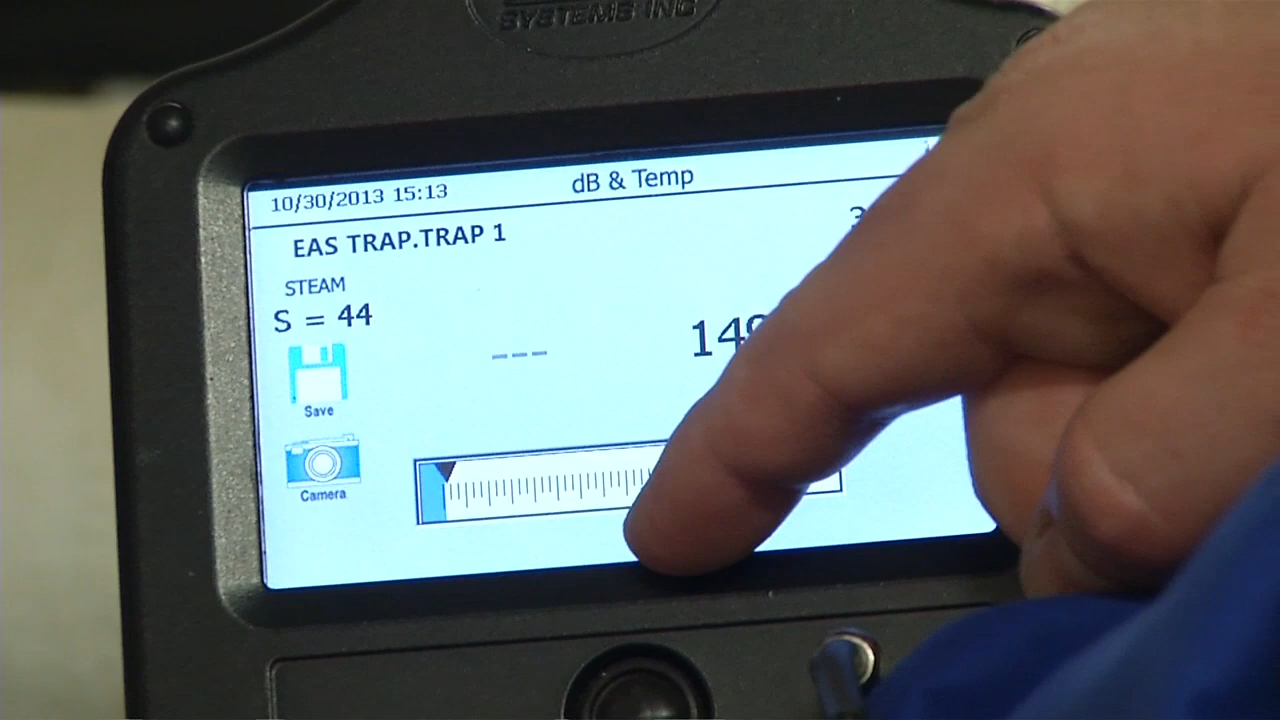 SYSTEMS INC
10/30/2013 15:13
dB & Temp
EAS TRAP.TRAP 1
STEAM
S = 44
---
Save
Camera